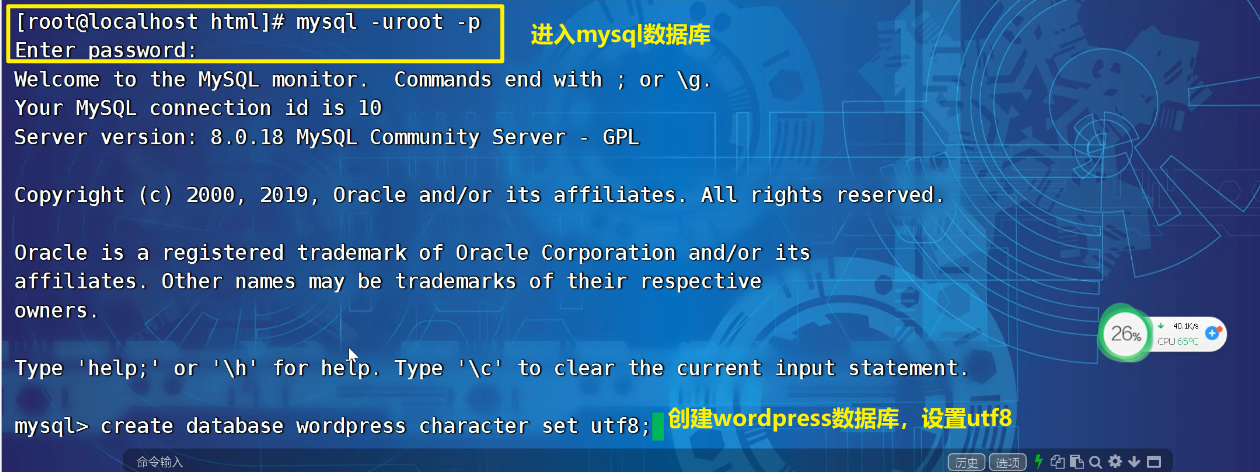 [root@localhost html]# mysql -uroot -p
进入mysql数据库
Enter password:
Welcome to the MySQL monitor.  Commands end with ; or \g.
Your MySQL connection id is 10
Server version: 8.0.18 MySQL Community Server - GPL
Copyright (c) 2000, 2019, Oracle and/or its affiliates. All rights reserved.
Oracle is a registered trademark of Oracle Corporation and/or its
affiliates. Other names may be trademarks of their respective
owners.
26%
40.1K/s
CPU 65°C
Type 'help;' or '\h' for help. Type '\c' to clear the current input statement.
mysql> create database wordpress character set utf8;
创建wordpress数据库，设置utf8
命令输入
历史
选项